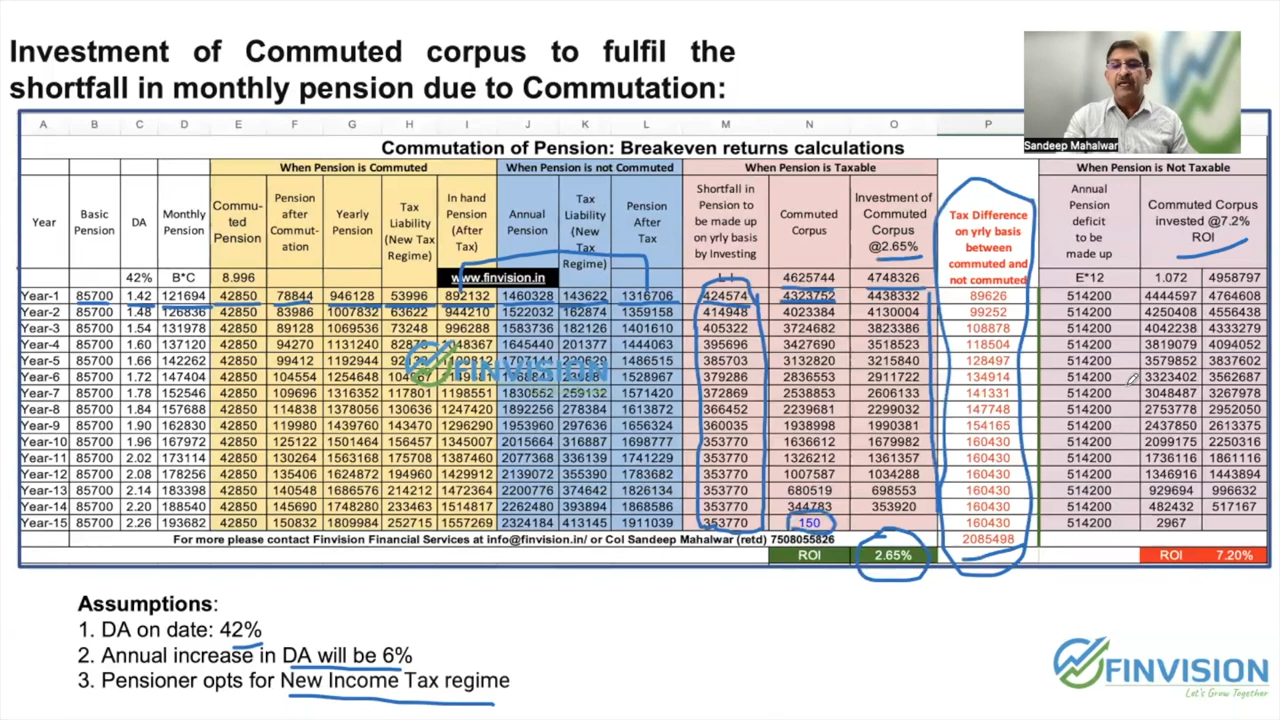 Investment of Commuted corpus to fulfil the
shortfall in monthly pension due to Commutation:
Sandeep Mahalwar
A B C D E F G H I J K L M N O P
Commutation of Pension: Breakeven returns calculations
When Pension is Commuted When Pension is not Commuted When Pension is Taxable When Pension is Not Taxable
Year Basic Pension DA Monthly Pension Commu-ted Pension Pension after Commut-ation Yearly Pension Tax Liability (New Tax Regime) In hand Pension (After Tax) Annual Pension Tax Liability (New Tax Regime) Pension After Tax Shortfall in Pension to be made up on yrly basis by Investing Commuted Corpus Investment of Commuted Corpus @2.65% Tax Difference on yrly basis between commuted and not commuted Annual Pension deficit to be made up Commuted Corpus invested @7.2% ROI
42% B*C 8.996 www.finvision.in 4625744 4748326 E*12 1.072 4958797
Year-1 85700 1.42 121694 42850 78844 946128 53996 892132 1460328 143622 1316706 424574 4323752 4438332 89626 514200 4444597 4764608
Year-2 85700 1.48 126836 42850 83986 1007832 63622 944210 1522032 162874 1359158 414948 4023384 4130004 99252 514200 4250408 4556438
Year-3 85700 1.54 131978 42850 89128 1069536 73248 996288 1583736 182126 1401610 405322 3724682 3823386 108878 514200 4042238 4333279
Year-4 85700 1.60 137120 42850 94270 1131240 1645440 201377 1444063 395696 3427690 3518523 118504 514200 3819079 4094052
Year-5 85700 1.66 142262 42850 99412 1192944 1486515 385703 3132820 128497 514200 3579852 3837602
Year-6 85700 1.72 147404 42850 104554 1254648 1528967 379286 2836553 2911722 134914 514200 3323402 3562687
Year-7 85700 1.78 152546 42850 109696 1316352 117801 1198551 1830552 259132 1571420 372869 2538853 2606133 141331 514200 3048487 3267978
Year-8 85700 1.84 157688 42850 114838 1378056 130636 1247420 1892256 278384 1613872 366452 2239681 2299032 147748 514200 2753778 2952050
Year-9 85700 1.90 162830 42850 119980 1439760 143470 1296290 1953960 297636 1656324 360035 1938998 1990381 154165 514200 2437850 2613375
Year-10 85700 1.96 167972 42850 125122 1501464 156457 1345007 2015664 316887 1698777 353770 1636612 1679982 160430 514200 2099175 2250316
Year-11 85700 2.02 173114 42850 130264 1563168 175708 1387460 2077368 336139 1741229 353770 1326212 1361357 160430 514200 1736116 1861116
Year-12 85700 2.08 178256 42850 135406 1624872 194960 1429912 2139072 355390 1783682 353770 1007587 1034288 160430 514200 1346916 1443894
Year-13 85700 2.14 183398 42850 140548 1686576 214212 1472364 2200776 374642 1826134 353770 680519 698553 160430 514200 929694 996632
Year-14 85700 2.20 188540 42850 145690 1748280 233463 1514817 2262480 393894 1868586 353770 344783 353920 160430 514200 482432 517167
Year-15 85700 2.26 193682 42850 150832 1809984 252715 1557269 2324184 413145 1911039 353770 150 160430 514200 2967
For more please contact Finvision Financial Services at info@finvision.in/ or Col Sandeep Mahalwar (retd) 7508055826 2085498
ROI 2.65% ROI 7.20%
FINVISION
Assumptions:
1. DA on date: 42%
2. Annual increase in DA will be 6%
3. Pensioner opts for New Income Tax regime
FINVISION
Let's Grow Together